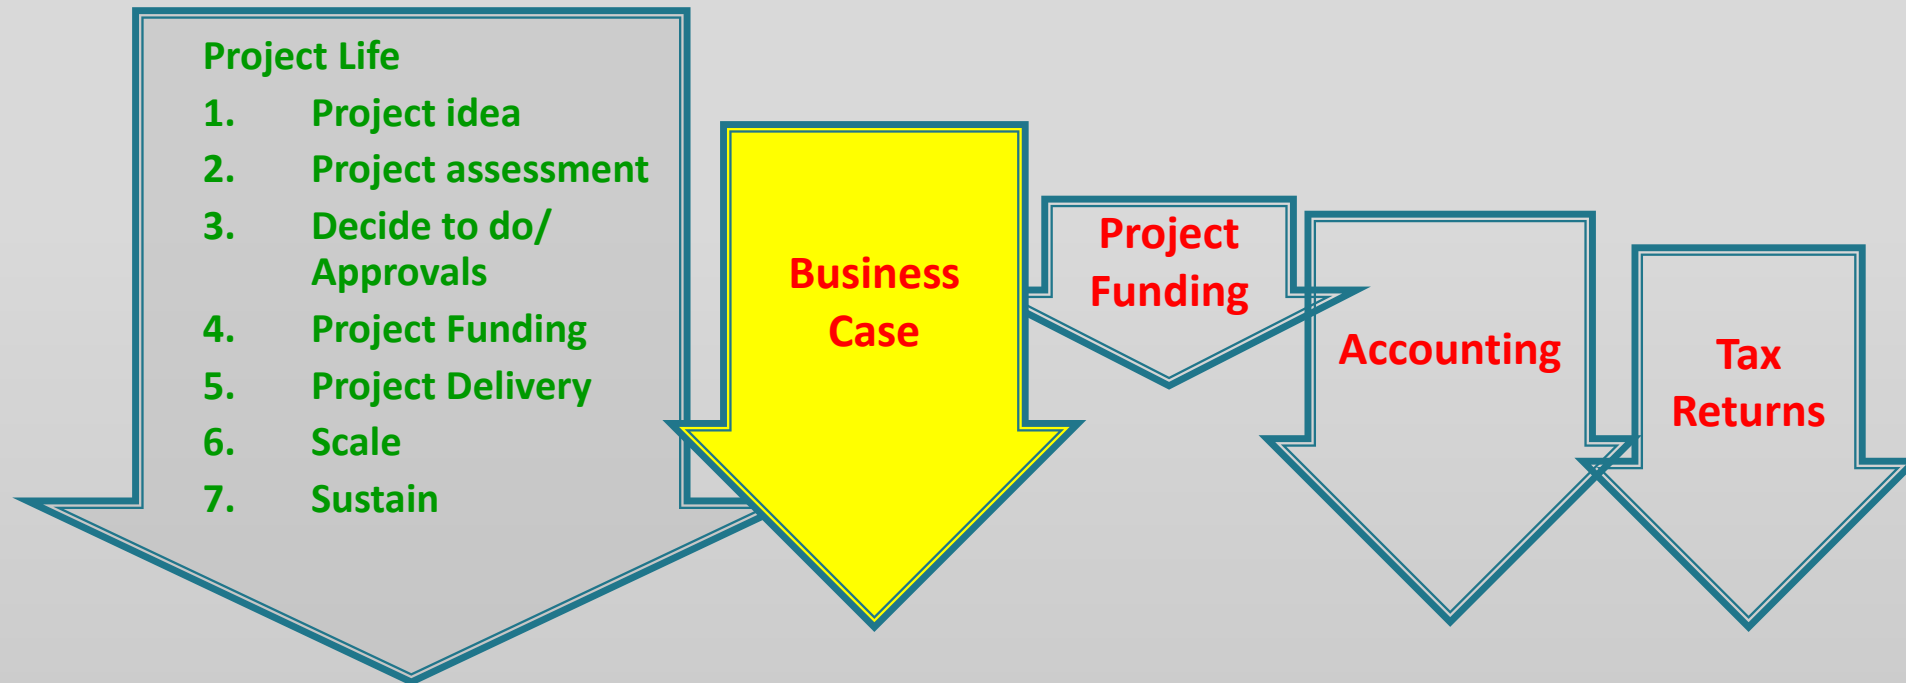 Project Life
1. Project idea
2. Project assessment
3. Decide to do/
Approvals
4. Project Funding
5. Project Delivery
6. Scale
7. Sustain
Business
Case
Project
Funding
Accounting
Tax
Returns